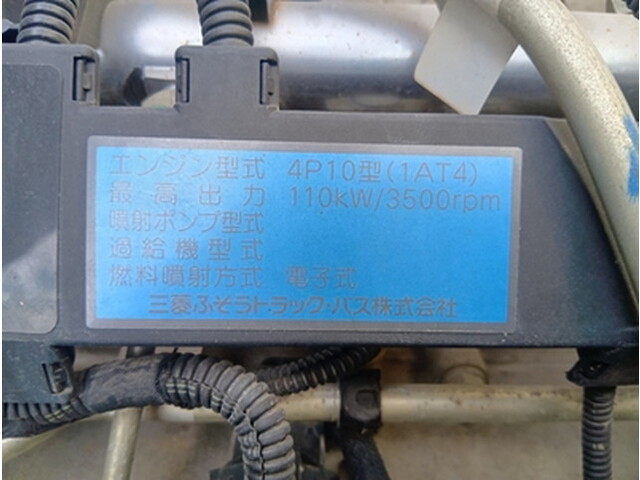 エンジン型式 4P10型(1AT4)
最高出力 110kW/3500rpm
噴射ポンプ型式
過給機型式
燃料噴射方式 電子式
三菱ふそうトラック・バス株式会社